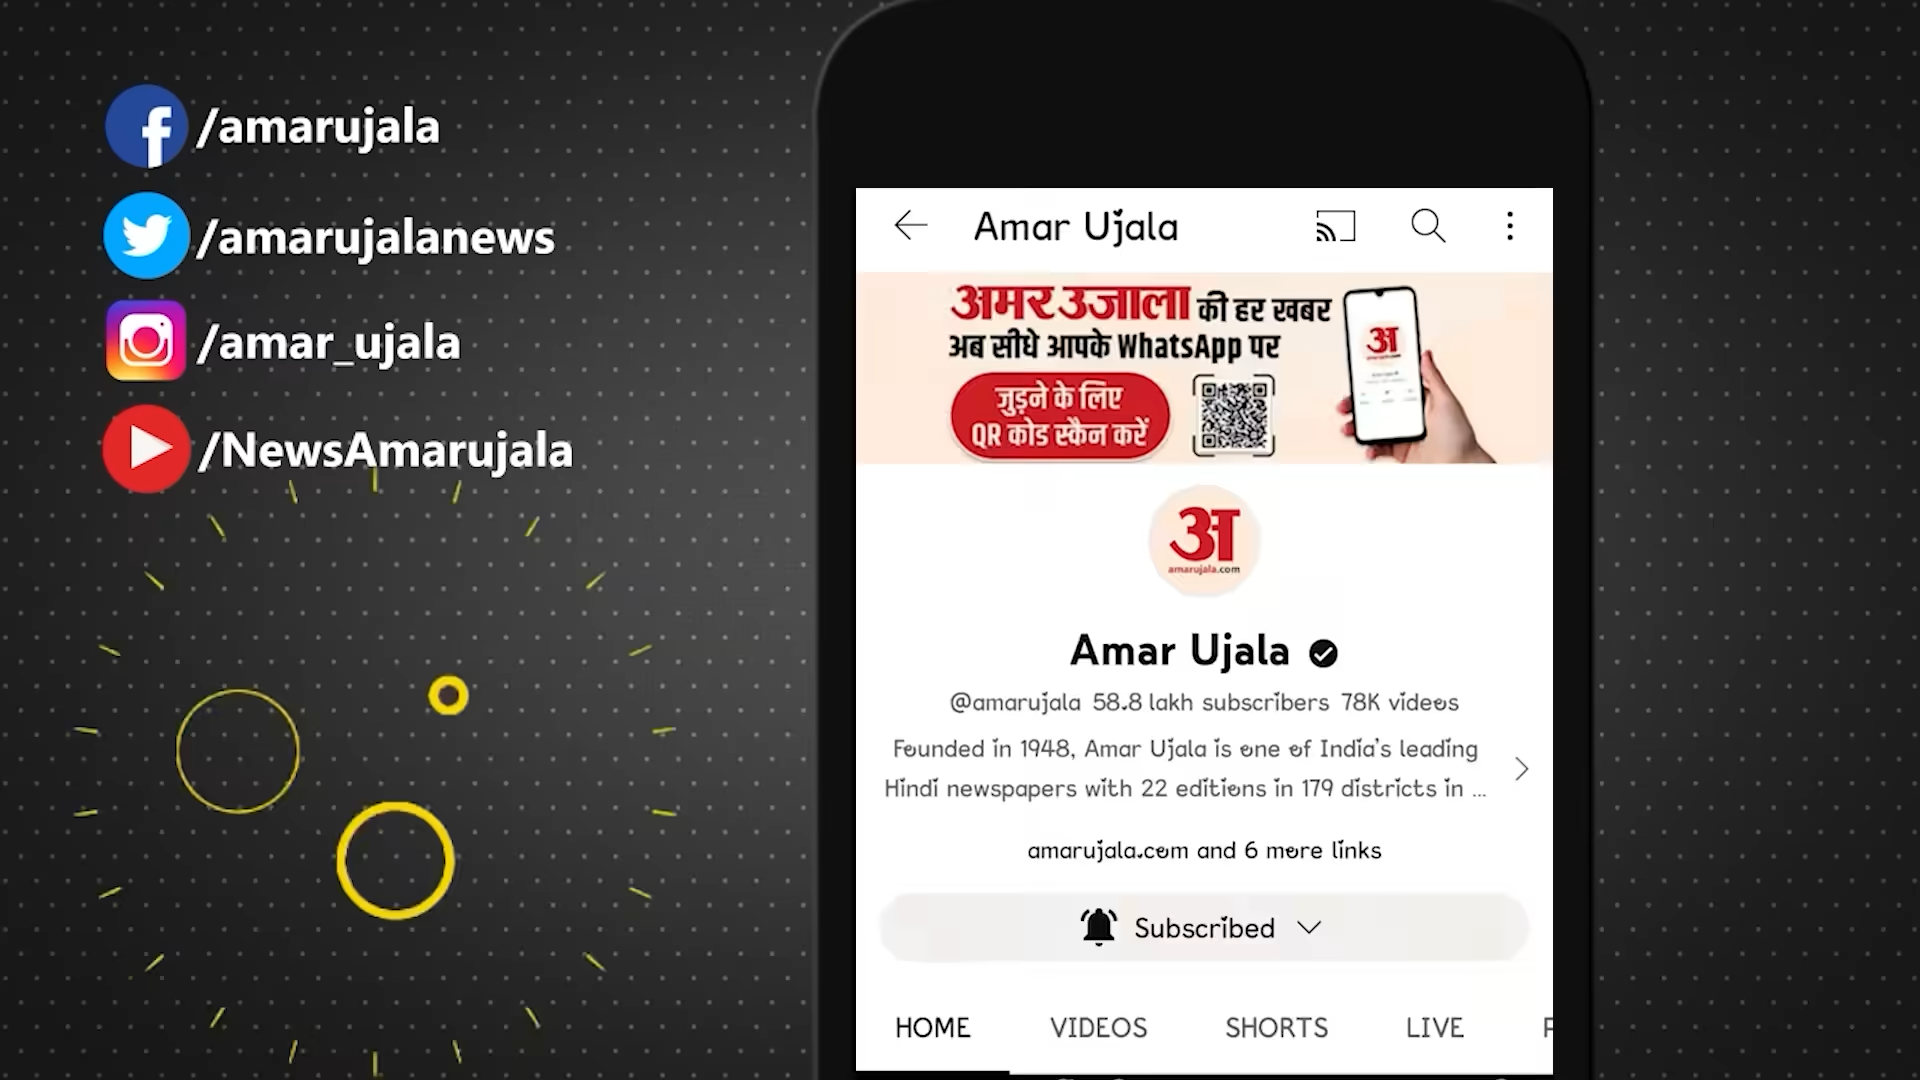 /amarujala
/amarujalanews
/amar_ujala
/NewsAmarujala
Amar Ujala
अमर उजाला की हर खबर
अब सीधे आपके WhatsApp पर
जुड़ने के लिए
QR कोड स्कैन करें
अ
अ
amarujala.com
Amar Ujala
@amarujala 58.8 lakh subscribers 78K videos
Founded in 1948, Amar Ujala is one of India's leading
Hindi newspapers with 22 editions in 179 districts in ...
amarujala.com and 6 more links
Subscribed
HOME VIDEOS SHORTS LIVE